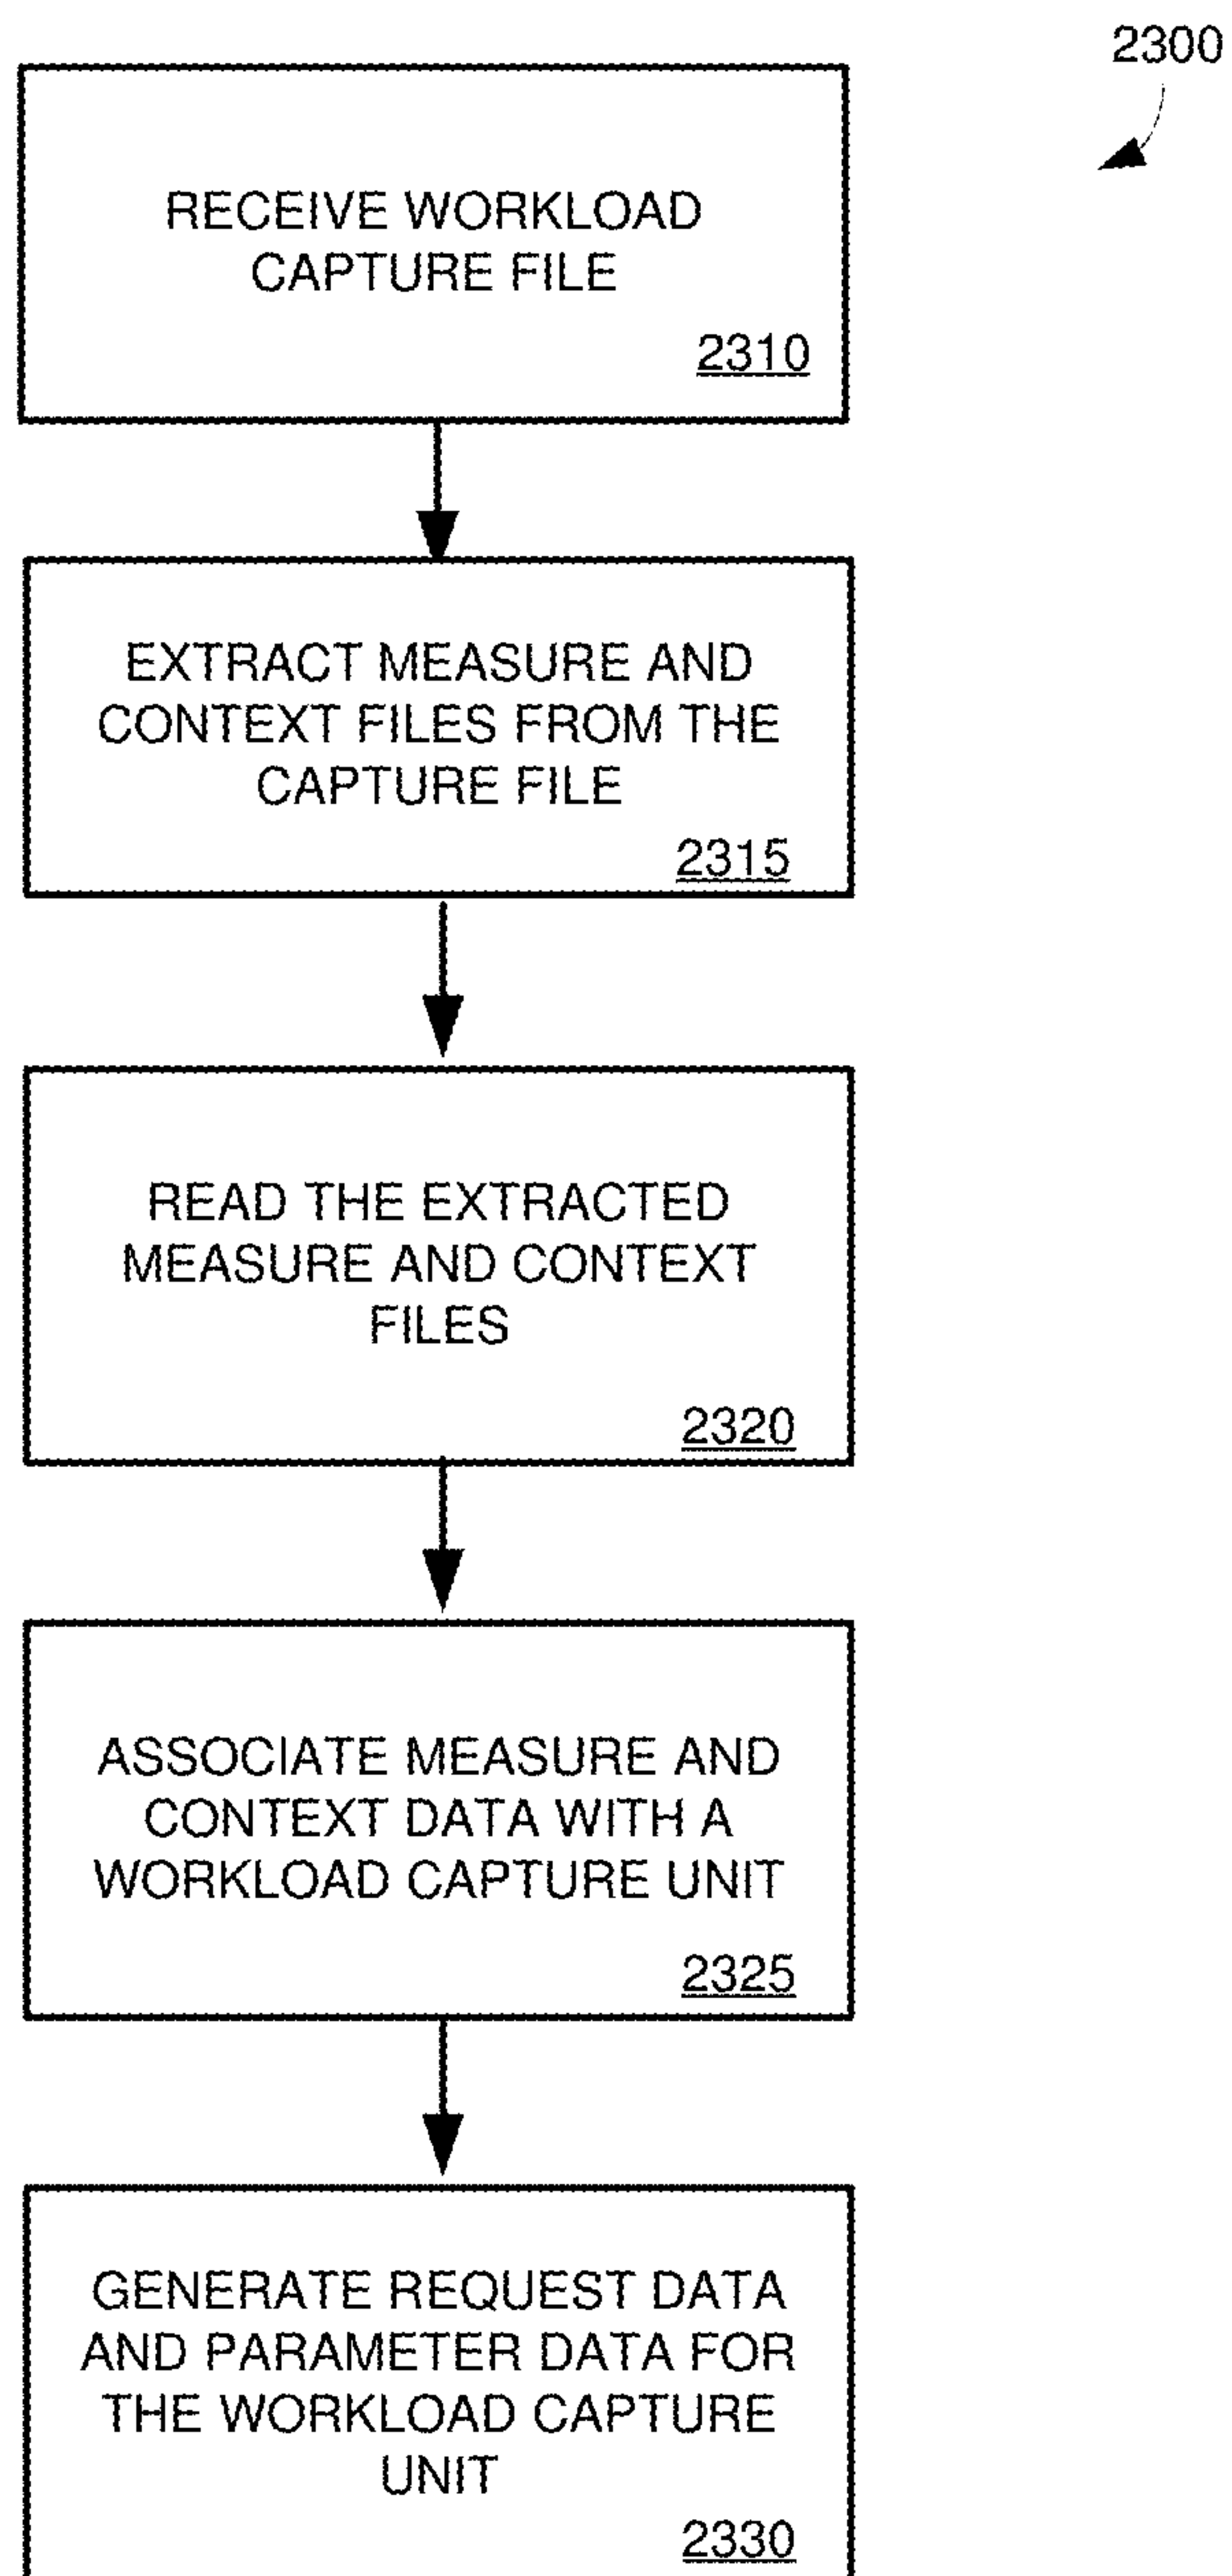 2300
RECEIVE WORKLOAD
CAPTURE FILE
2310
EXTRACT MEASURE AND
CONTEXT FILES FROM THE
CAPTURE FILE
2315
READ THE EXTRACTED
MEASURE AND CONTEXT
FILES
2320
ASSOCIATE MEASURE AND
CONTEXT DATA WITH A
WORKLOAD CAPTURE UNIT
2325
GENERATE REQUEST DATA
AND PARAMETER DATA FOR
THE WORKLOAD CAPTURE
UNIT
2330